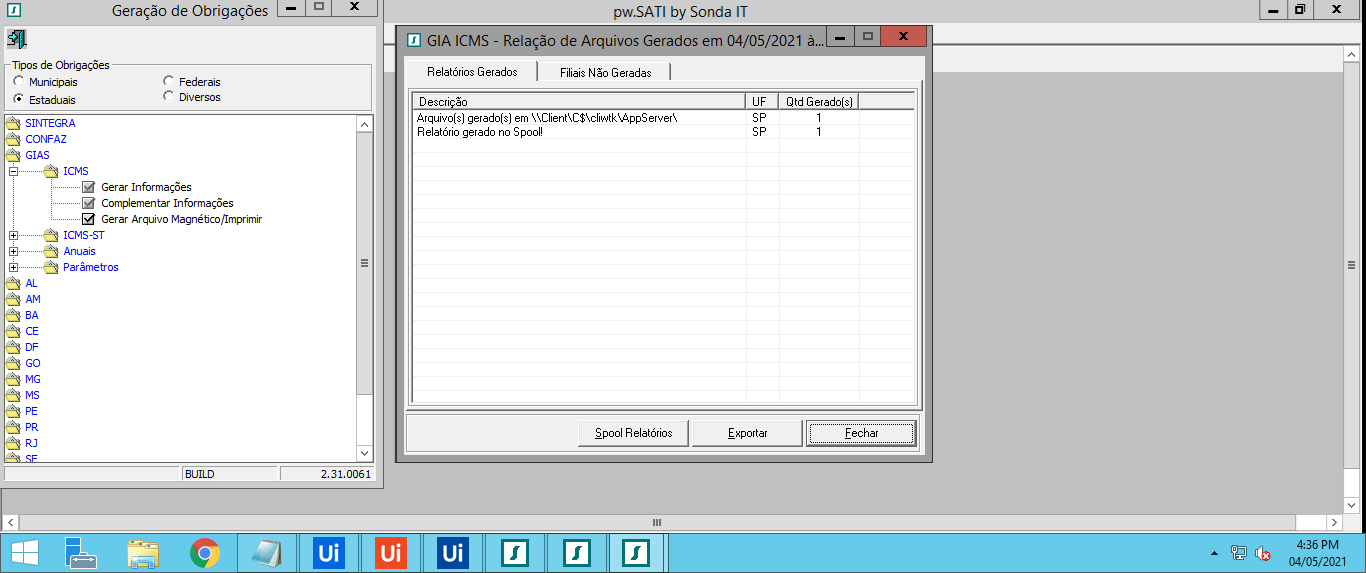 Geração de Obrigações
pw.SATI by Sonda IT
Tipos de Obrigações
Municipais
Federais
Estaduais
Diversos
SINTEGRA
CONFAZ
GIAS
ICMS
Gerar Informações
Complementar Informações
Gerar Arquivo Magnético/Imprimir
ICMS-ST
Anuais
Parâmetros
AL
AM
BA
CE
DF
GO
MG
MS
PE
PR
RJ
SE
BUILD 2.31.0061
GIA ICMS - Relação de Arquivos Gerados em 04/05/2021 à...
Relatórios Gerados
Filiais Não Geradas
Descrição UF Qtd Gerado(s)
Arquivo(s) gerado(s) em \\Client\C$\cliwtk\AppServer\ SP 1
Relatório gerado no Spool! SP 1
Spool Relatórios
Exportar
Fechar
Ui
Ui
Ui
4:36 PM
04/05/2021